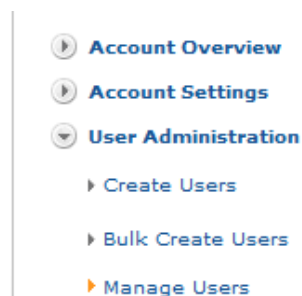 Account Overview
Account Settings
User Administration
Create Users
Bulk Create Users
Manage Users